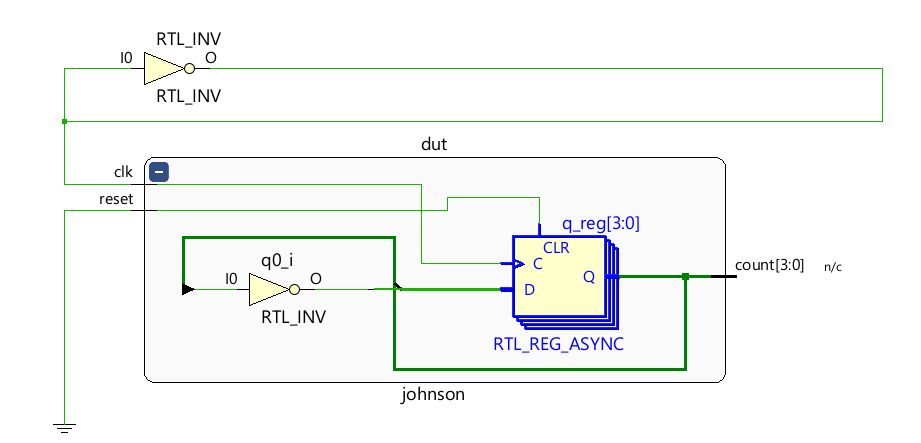 RTL_INV
I0
O
RTL_INV
dut
clk
reset
q_reg[3:0]
CLR
C
q0_i
I0
O
RTL_INV
D
Q
count[3:0]
n/c
RTL_REG_ASYNC
johnson